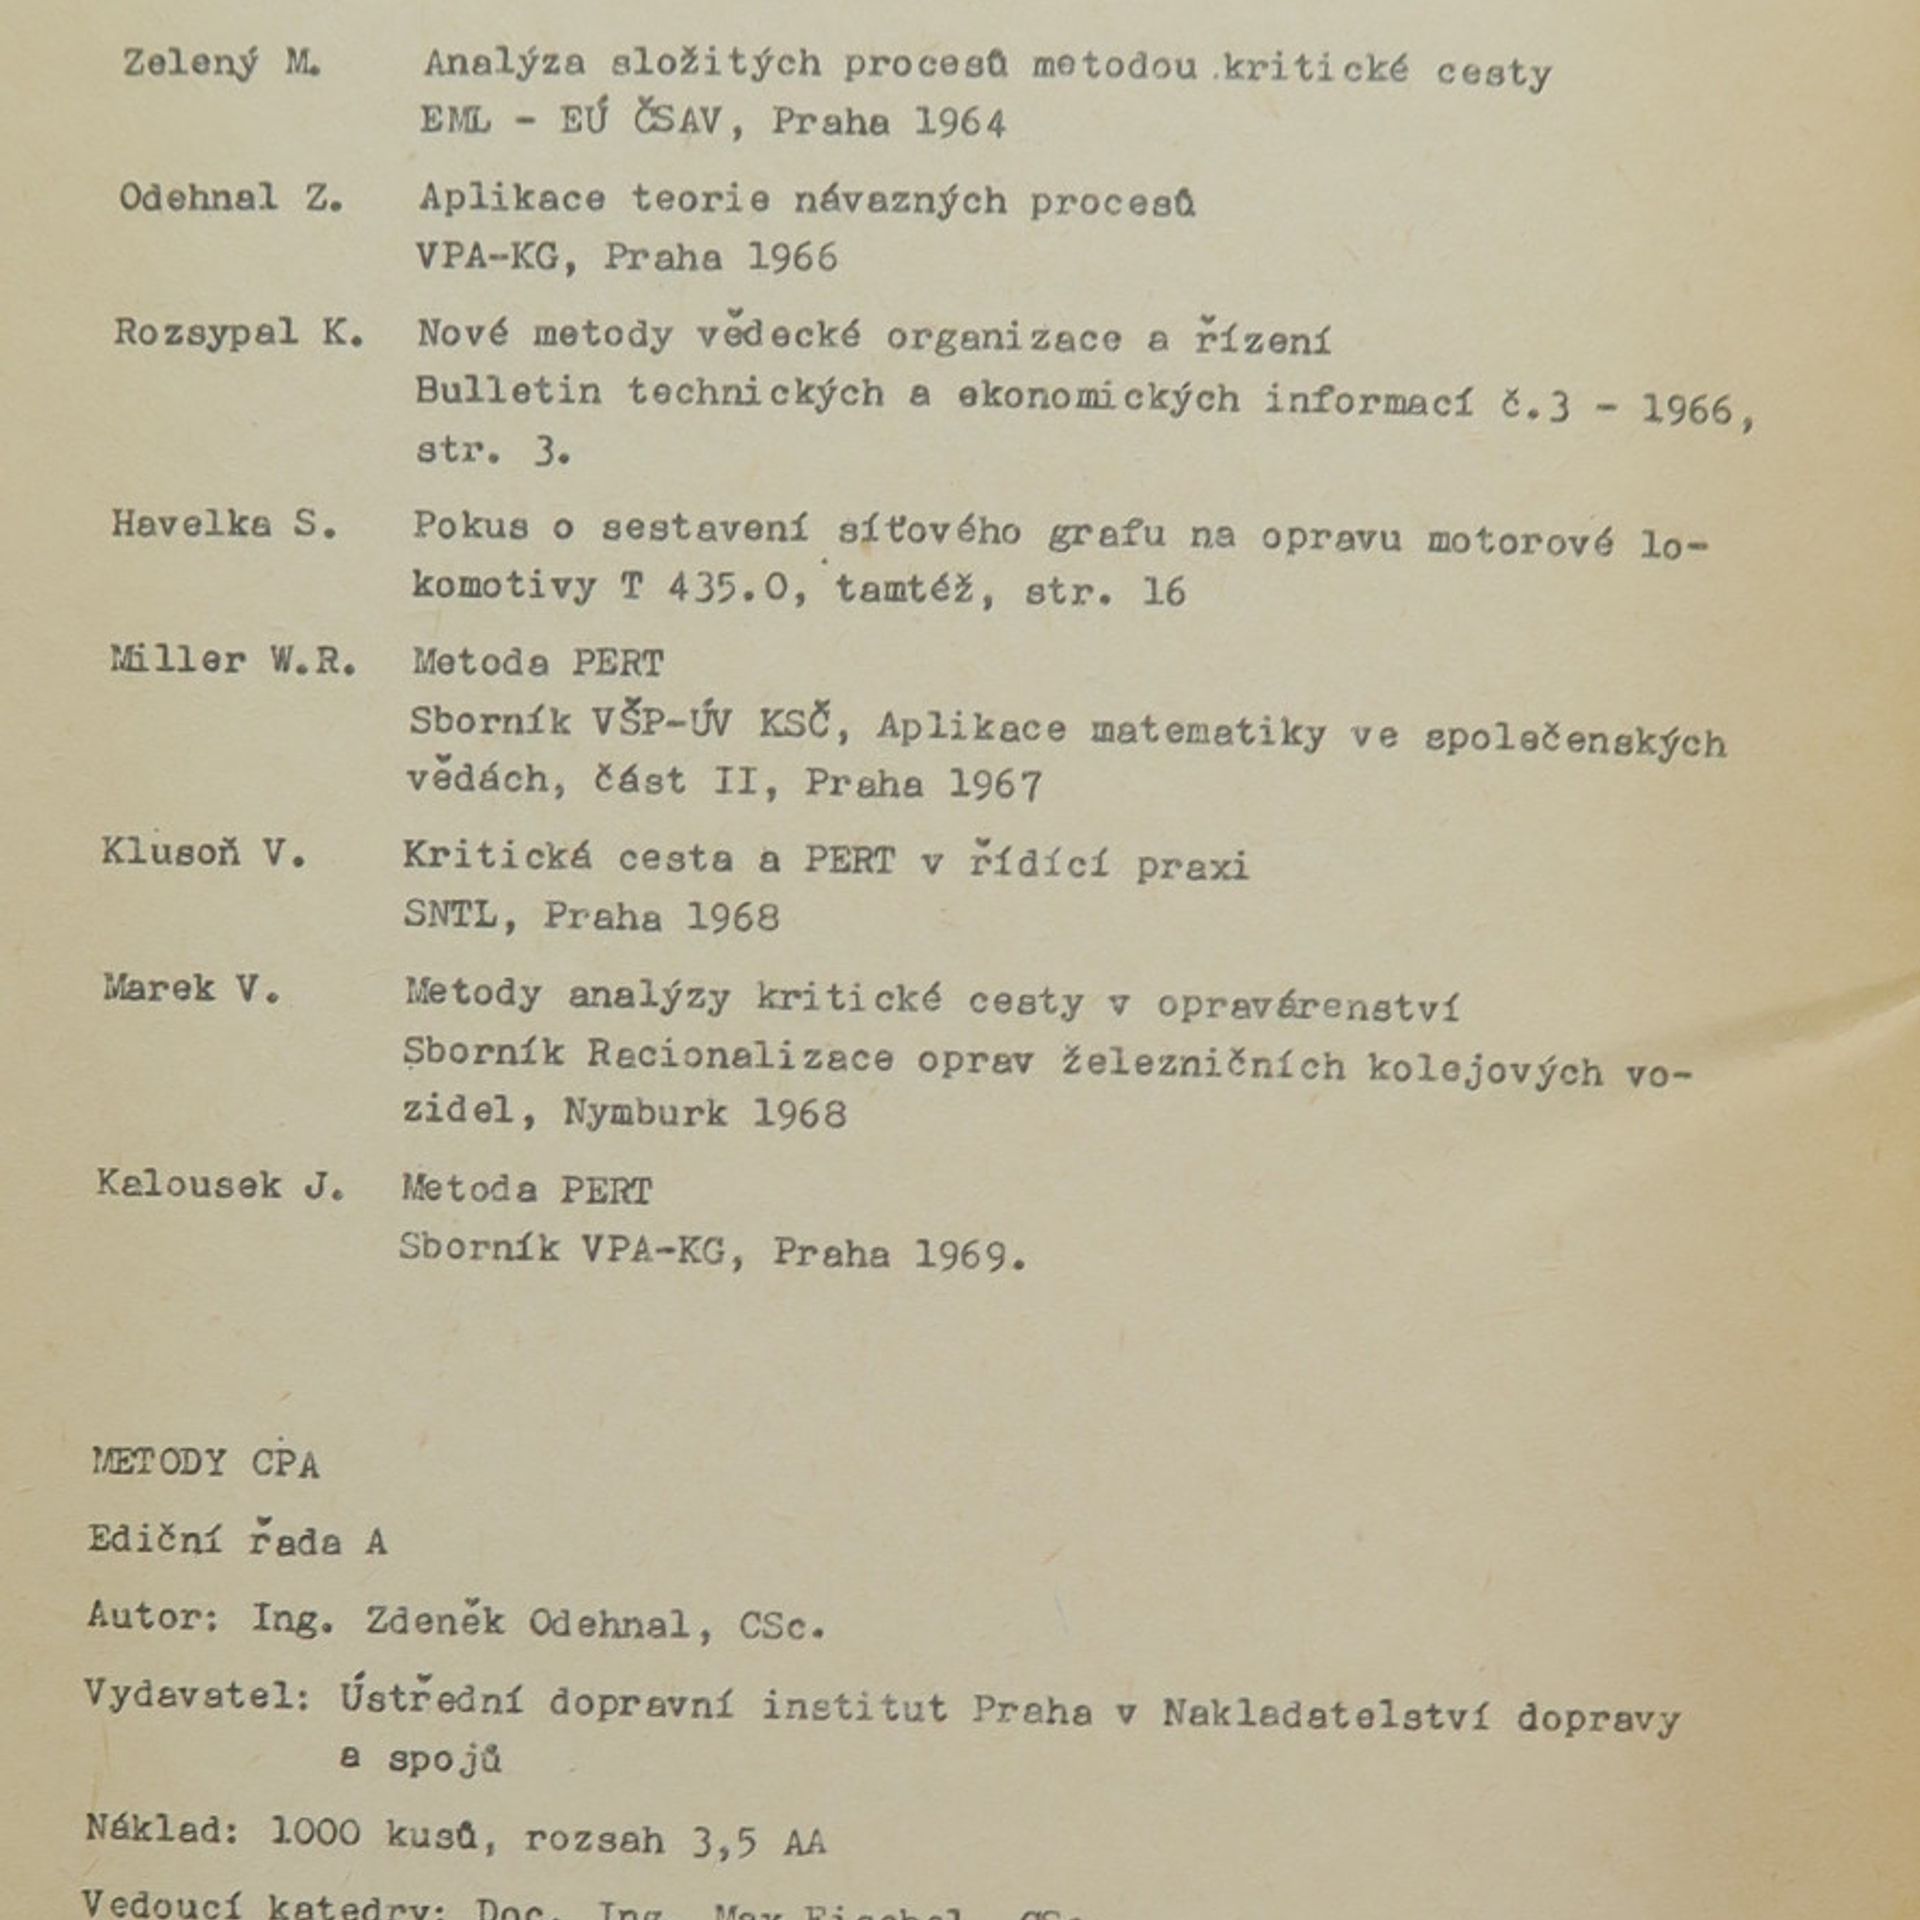 Zelený M. Analýza složitých procesů metodou kritické cesty
EML - EÚ ČSAV, Praha 1964
Odehnal Z. Aplikace teorie návazných procesů
VPA-KG, Praha 1966
Rozsypal K. Nové metody vědecké organizace a řízení
Bulletin technických a ekonomických informací č.3 - 1966,
str. 3.
Havelka S. Pokus o sestavení síťového grafu na opravu motorové lo-
komotivy T 435.0, tamtéž, str. 16
Miller W.R. Metoda PERT
Sborník VŠP-ÚV KSČ, Aplikace matematiky ve společenských
vědách, část II, Praha 1967
Klusoň V. Kritická cesta a PERT v řídící praxi
SNTL, Praha 1968
Marek V. Metody analýzy kritické cesty v opravárenství
Sborník Racionalizace oprav železničních kolejových vo-
zidel, Nymburk 1968
Kalousek J. Metoda PERT
Sborník VPA-KG, Praha 1969.
METODY CPA
Ediční řada A
Autor: Ing. Zdeněk Odehnal, CSc.
Vydavatel: Ústřední dopravní institut Praha v Nakladatelství dopravy
a spojů
Náklad: 1000 kusů, rozsah 3,5 AA
Vedoucí katedry: Doc. Ing. Max